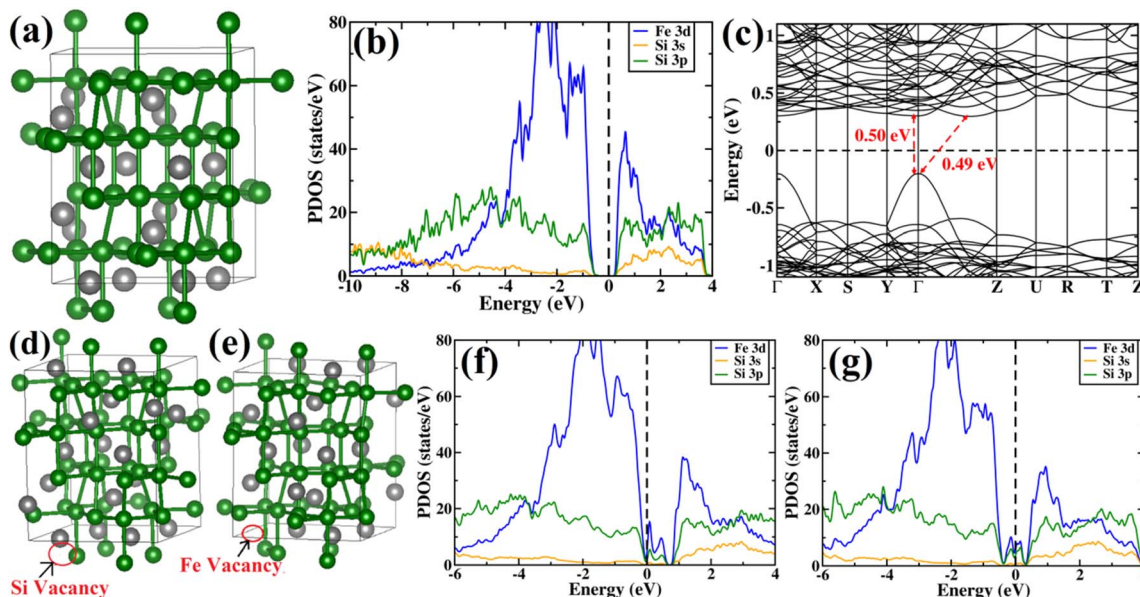 (a)
(b)
PDOS (states/eV)
80
60
40
20
0
-10
-8
-6
-4
-2
0
2
4
Energy (eV)
Fe 3d
Si 3s
Si 3p
(c)
Energy (eV)
1
0.5
0
-0.5
-1
0.50 eV
0.49 eV
Γ
X
S
Y
Γ
Z
U
R
T
Z
(d)
Si Vacancy
(e)
Fe Vacancy
(f)
PDOS (states/eV)
80
60
40
20
0
-6
-4
-2
0
2
4
Energy (eV)
Fe 3d
Si 3s
Si 3p
(g)
PDOS (states/eV)
80
60
40
20
0
-6
-4
-2
0
2
4
Energy (eV)
Fe 3d
Si 3s
Si 3p